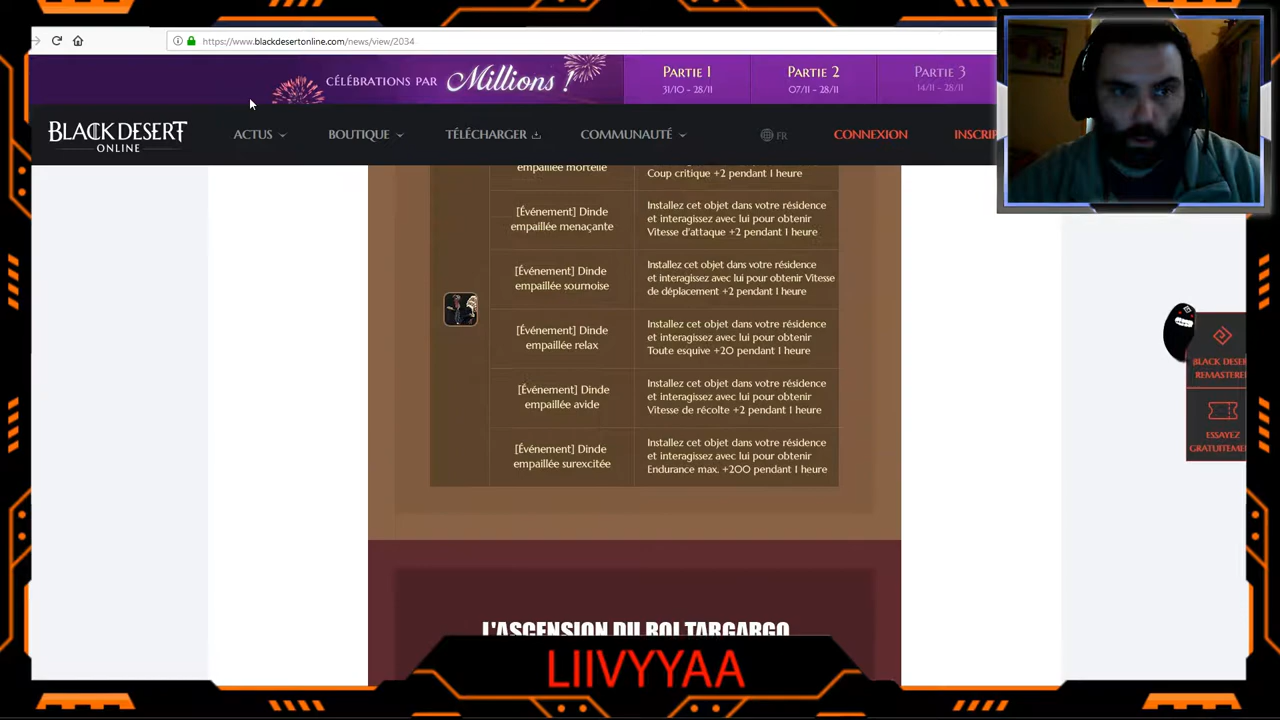 https://www.blackdesertonline.com/news/view/2034
CÉLÉBRATIONS PAR Millions !
PARTIE 1
31/10 - 28/11
PARTIE 2
07/11 - 28/11
PARTIE 3
14/11 - 28/11
BLACK DESERT
ONLINE
ACTUS
BOUTIQUE
TÉLÉCHARGER
COMMUNAUTÉ
FR
CONNEXION
INSCRIP
empaillée mortelle
Coup critique +2 pendant 1 heure
[Événement] Dinde
empaillée menaçante
Installez cet objet dans votre résidence
et interagissez avec lui pour obtenir
Vitesse d'attaque +2 pendant 1 heure
[Événement] Dinde
empaillée sournoise
Installez cet objet dans votre résidence
et interagissez avec lui pour obtenir Vitesse
de déplacement +2 pendant 1 heure
[Événement] Dinde
empaillée relax
Installez cet objet dans votre résidence
et interagissez avec lui pour obtenir
Toute esquive +20 pendant 1 heure
[Événement] Dinde
empaillée avide
Installez cet objet dans votre résidence
et interagissez avec lui pour obtenir
Vitesse de récolte +2 pendant 1 heure
[Événement] Dinde
empaillée surexcitée
Installez cet objet dans votre résidence
et interagissez avec lui pour obtenir
Endurance max. +200 pendant 1 heure
BLACK DESE
REMASTERE
ESSAYEZ
GRATUITEME
L'ASCENSION DU ROI TARGARGO
LIIVYYAA